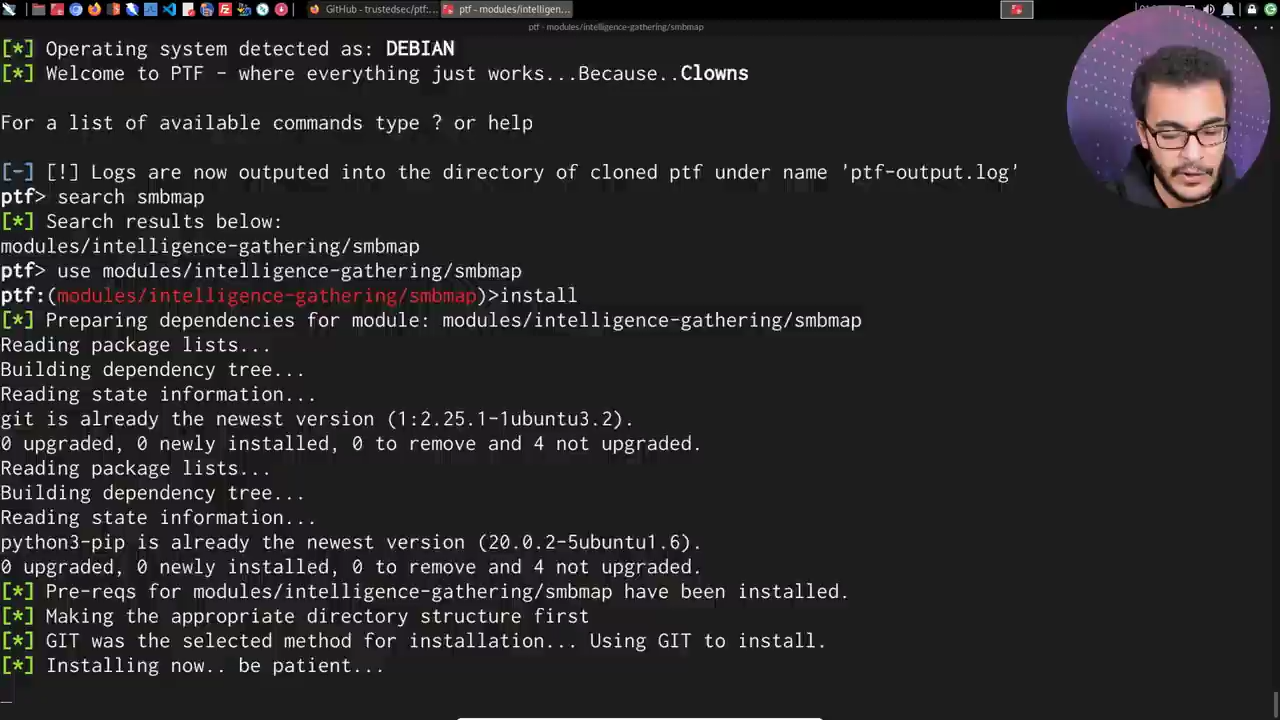 GitHub - trustedsec/ptf:...
ptf - modules/intelligen...
ptf - modules/intelligence-gathering/smbmap
[*] Operating system detected as: DEBIAN
[*] Welcome to PTF - where everything just works...Because..Clowns
For a list of available commands type ? or help
[-] [!] Logs are now outputed into the directory of cloned ptf under name 'ptf-output.log'
ptf> search smbmap
[*] Search results below:
modules/intelligence-gathering/smbmap
ptf> use modules/intelligence-gathering/smbmap
ptf:(modules/intelligence-gathering/smbmap)>install
[*] Preparing dependencies for module: modules/intelligence-gathering/smbmap
Reading package lists...
Building dependency tree...
Reading state information...
git is already the newest version (1:2.25.1-1ubuntu3.2).
0 upgraded, 0 newly installed, 0 to remove and 4 not upgraded.
Reading package lists...
Building dependency tree...
Reading state information...
python3-pip is already the newest version (20.0.2-5ubuntu1.6).
0 upgraded, 0 newly installed, 0 to remove and 4 not upgraded.
[*] Pre-reqs for modules/intelligence-gathering/smbmap have been installed.
[*] Making the appropriate directory structure first
[*] GIT was the selected method for installation... Using GIT to install.
[*] Installing now.. be patient...